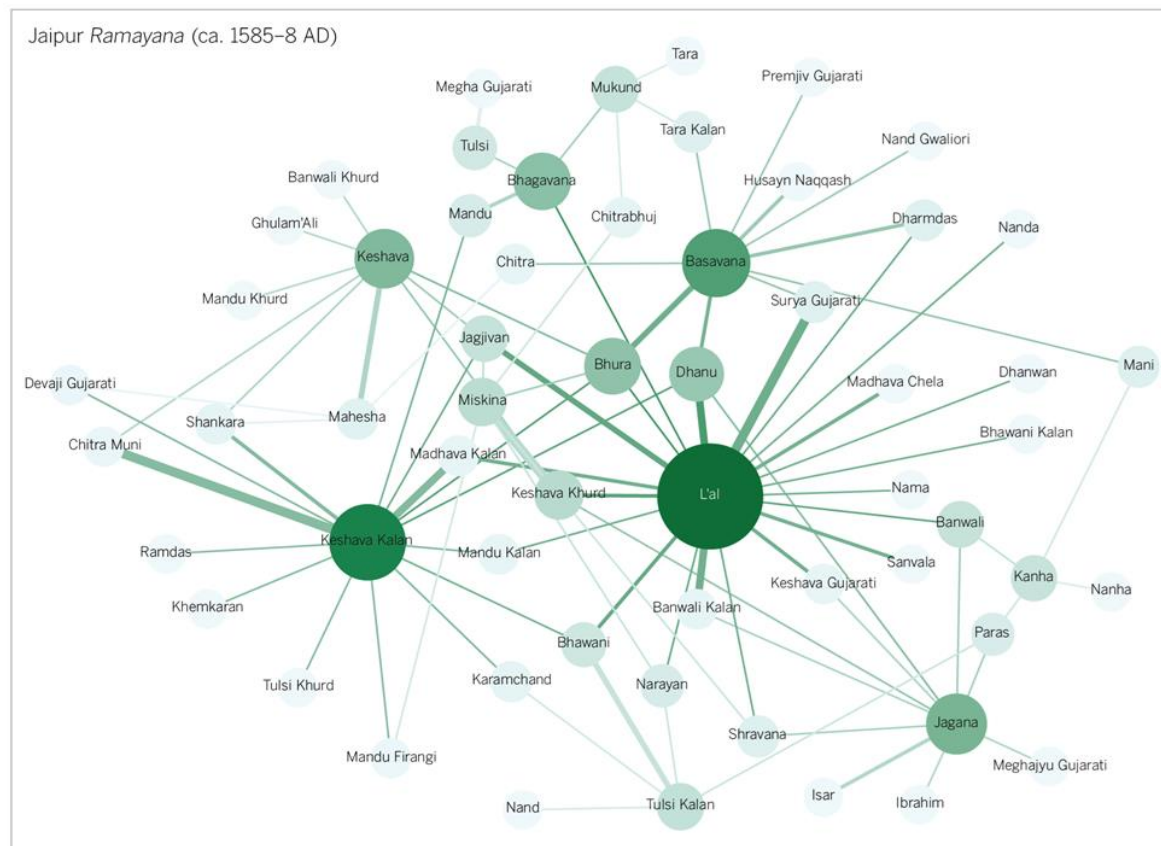 Jaipur Ramayana (ca. 1585–8 AD)
Tara
Megha Gujarati
Mukund
Premjiv Gujarati
Tulsi
Tara Kalan
Nand Gwaliori
Banwali Khurd
Bhagavana
Husayn Naqqash
Ghulam'Ali
Mandu
Chitrabhuj
Dharmdas
Nanda
Keshava
Chitra
Basavana
Mandu Khurd
Surya Gujarati
Jagjivan
Bhura
Dhanu
Mani
Devaji Gujarati
Madhava Chela
Dhanwan
Miskina
Shankara
Mahesha
Chitra Muni
Madhava Kalan
Bhawani Kalan
Keshava Khurd
L'al
Nama
Banwali
Keshava Kalan
Ramdas
Mandu Kalan
Sanvala
Keshava Gujarati
Kanha
Nanha
Khemkaran
Banwali Kalan
Paras
Bhawani
Tulsi Khurd
Karamchand
Narayan
Shravana
Jagana
Mandu Firangi
Meghajyu Gujarati
Isar
Ibrahim
Nand
Tulsi Kalan